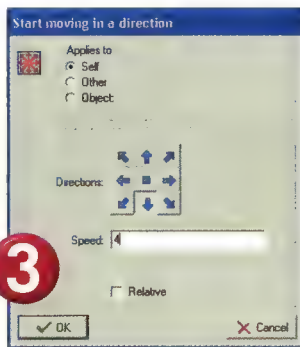 Start moving in a direction
Applies to
Self
Other
Object
Directions:
Speed: 4
3
Relative
OK
Cancel